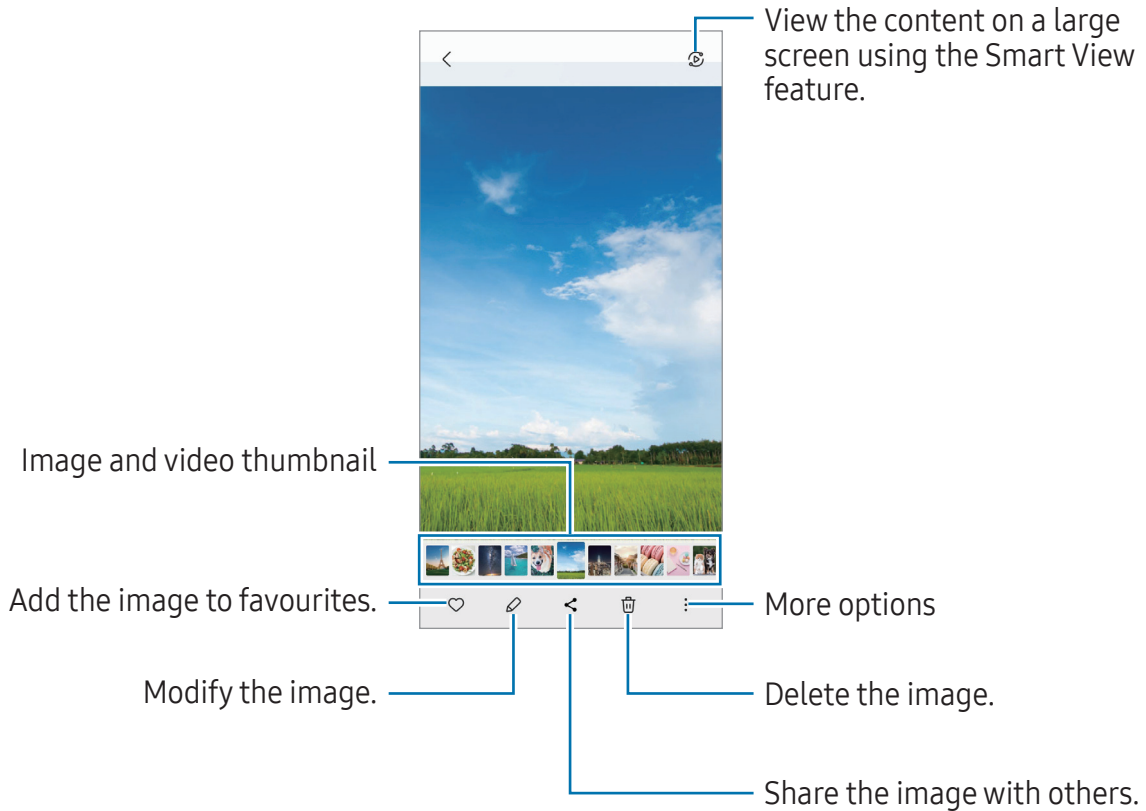 View the content on a large
screen using the Smart View
feature.
Image and video thumbnail
Add the image to favourites.
More options
Modify the image.
Delete the image.
Share the image with others.